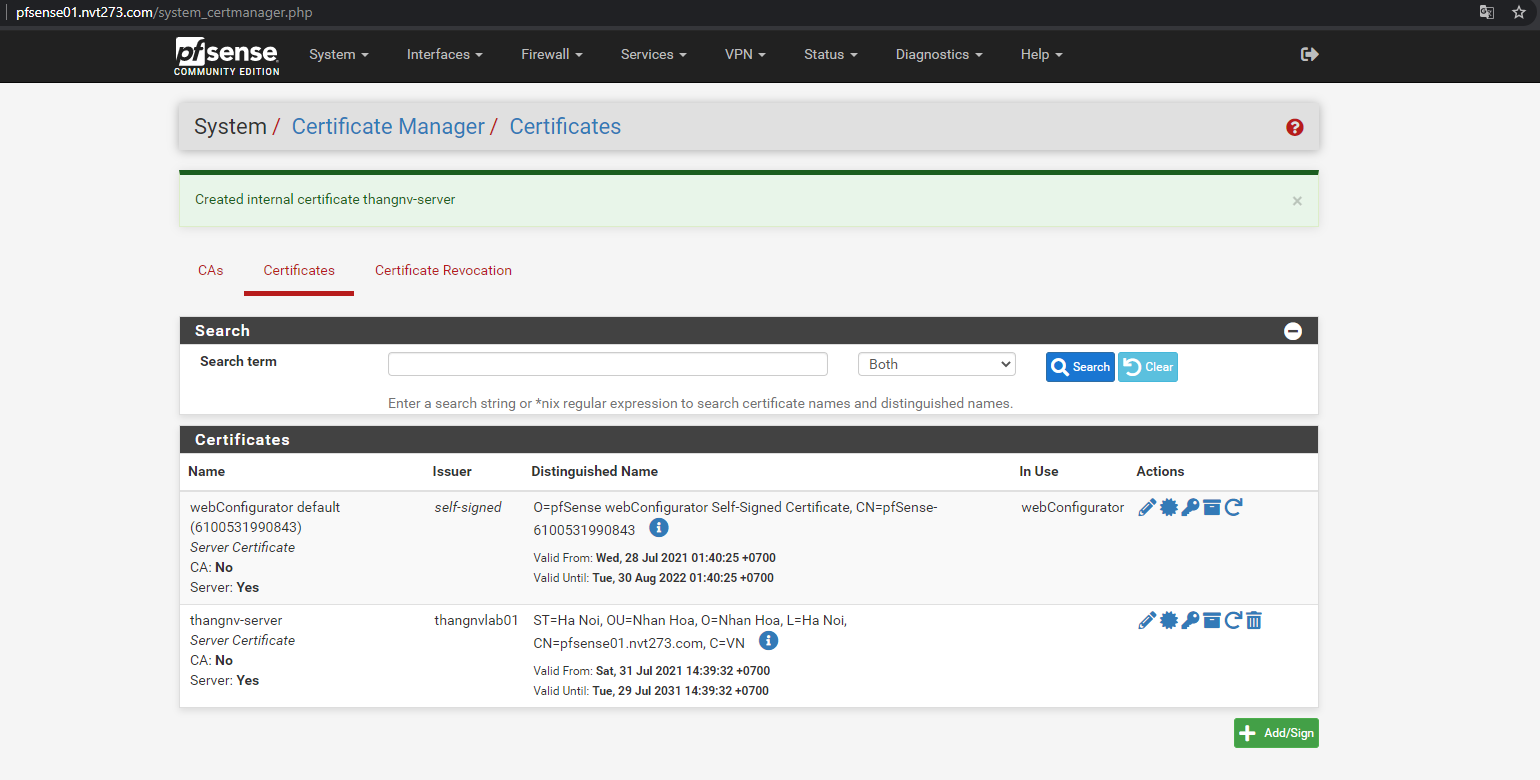 pfsense01.nvt273.com/system_certmanager.php
pfsense
COMMUNITY EDITION
System Interfaces Firewall Services VPN Status Diagnostics Help
System / Certificate Manager / Certificates
Created internal certificate thangnv-server ×
CAs Certificates Certificate Revocation
Search
Search term Both Search Clear
Enter a search string or *nix regular expression to search certificate names and distinguished names.
Certificates
Name Issuer Distinguished Name In Use Actions
webConfigurator default
(6100531990843)
Server Certificate
CA: No
Server: Yes
self-signed
O=pfSense webConfigurator Self-Signed Certificate, CN=pfSense-
6100531990843
Valid From: Wed, 28 Jul 2021 01:40:25 +0700
Valid Until: Tue, 30 Aug 2022 01:40:25 +0700
webConfigurator
thangnv-server
Server Certificate
CA: No
Server: Yes
thangnvlab01
ST=Ha Noi, OU=Nhan Hoa, O=Nhan Hoa, L=Ha Noi,
CN=pfsense01.nvt273.com, C=VN
Valid From: Sat, 31 Jul 2021 14:39:32 +0700
Valid Until: Tue, 29 Jul 2031 14:39:32 +0700
Add/Sign